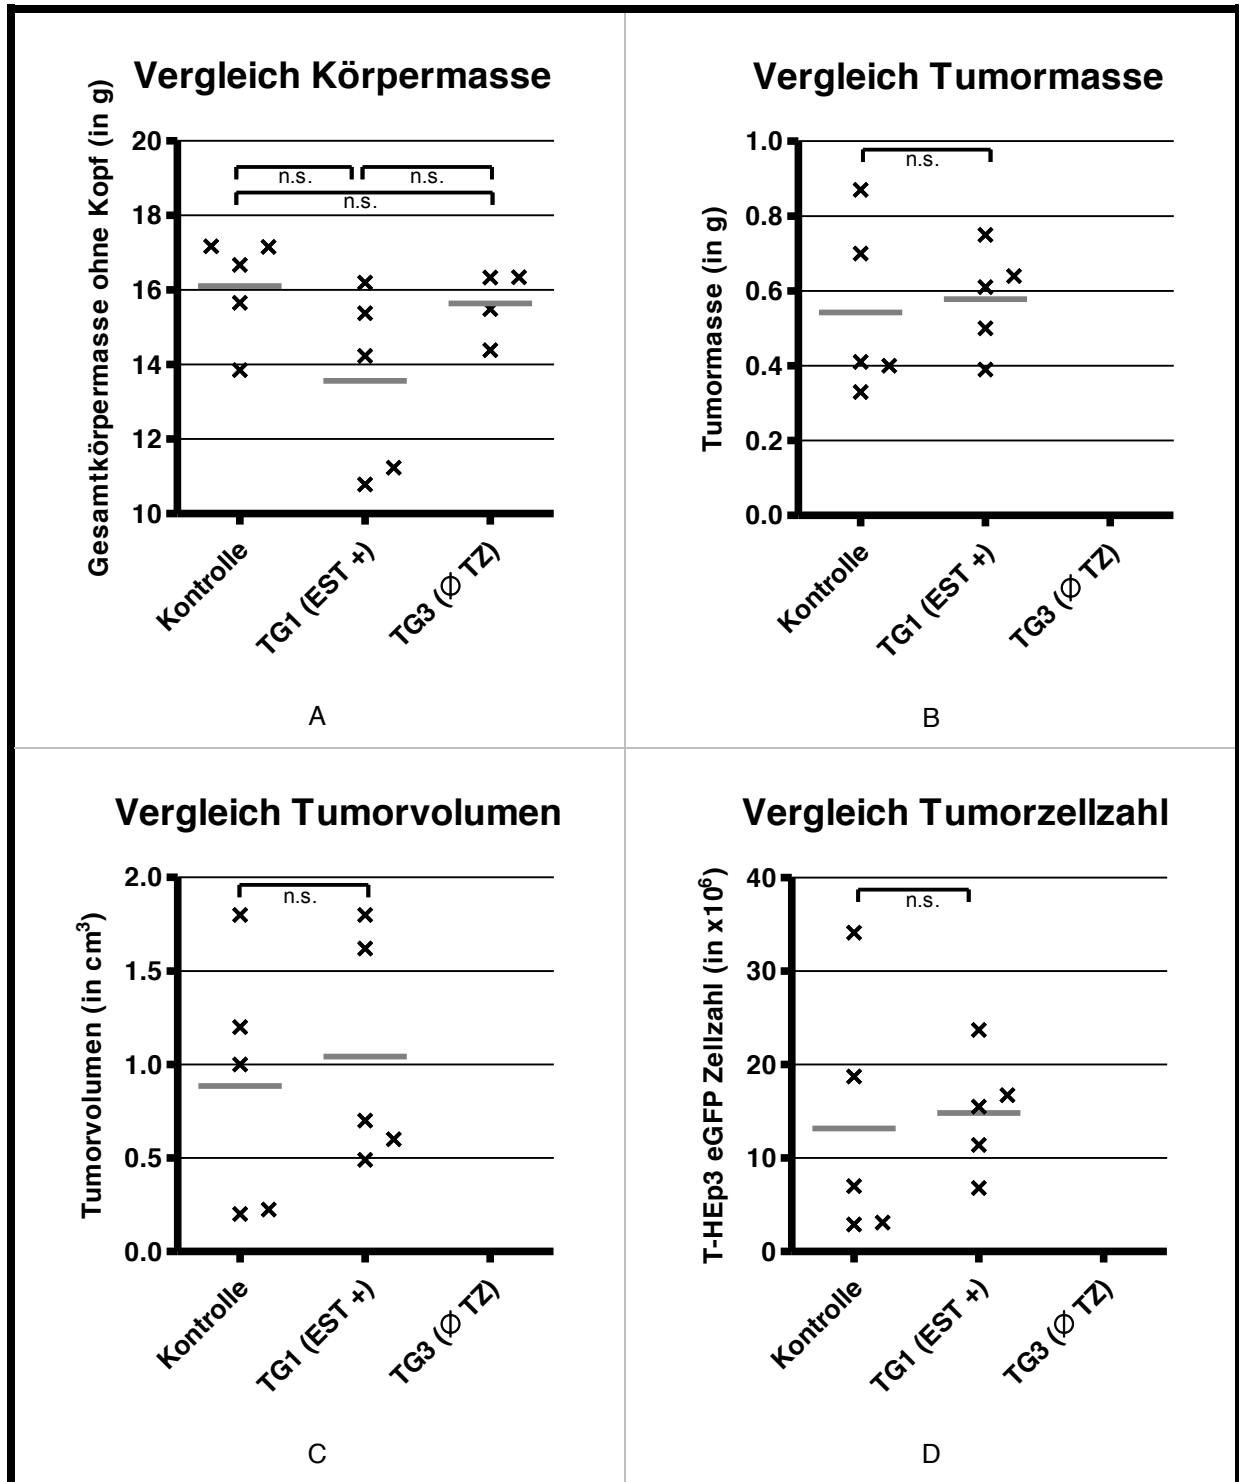 Vergleich Körpermasse
Gesamtkörpermasse ohne Kopf (in g)
20
18
16
14
12
10
n.s.
n.s.
n.s.
Kontrolle
TG1 (EST +)
TG3 (∅ TZ)
A
Vergleich Tumormasse
Tumormasse (in g)
1.0
0.8
0.6
0.4
0.2
0.0
n.s.
Kontrolle
TG1 (EST +)
TG3 (∅ TZ)
B
Vergleich Tumorvolumen
Tumorvolumen (in cm³)
2.0
1.5
1.0
0.5
0.0
n.s.
Kontrolle
TG1 (EST +)
TG3 (∅ TZ)
C
Vergleich Tumorzellzahl
T-HEp3 eGFP Zellzahl (in x10⁶)
40
30
20
10
0
n.s.
Kontrolle
TG1 (EST +)
TG3 (∅ TZ)
D